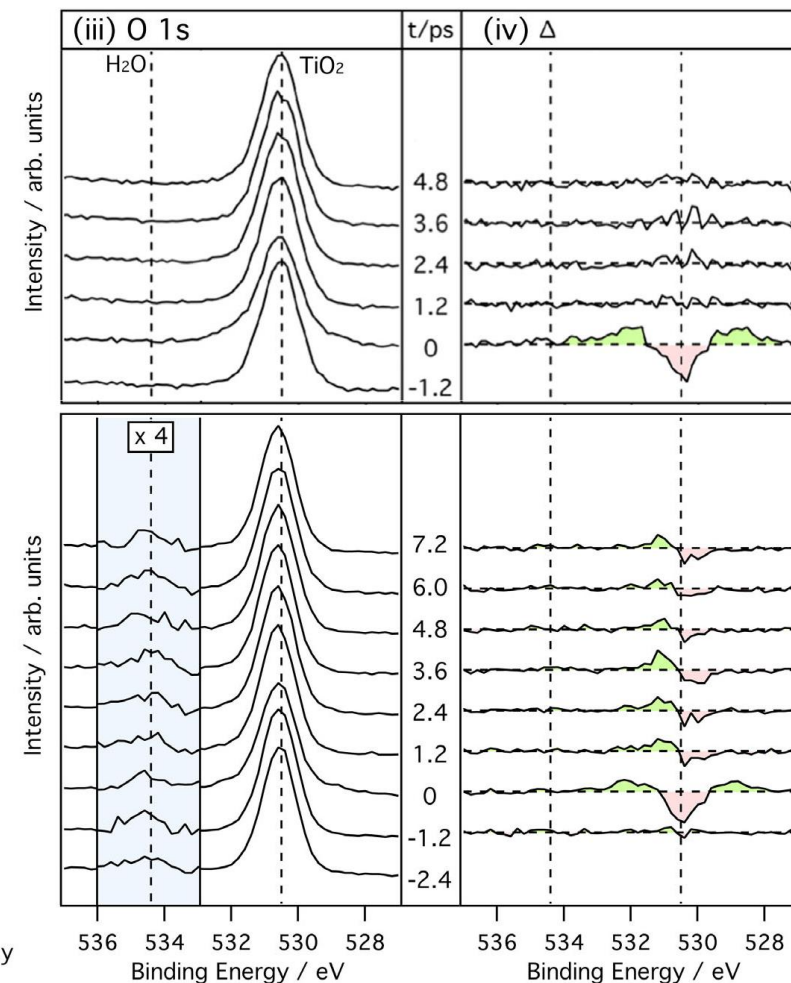 (iii) O 1s
t/ps
(iv) Δ
H₂O
TiO₂
Intensity / arb. units
4.8
3.6
2.4
1.2
0
-1.2
x 4
Intensity / arb. units
7.2
6.0
4.8
3.6
2.4
1.2
0
-1.2
-2.4
536 534 532 530 528
536 534 532 530 528
y
Binding Energy / eV
Binding Energy / eV